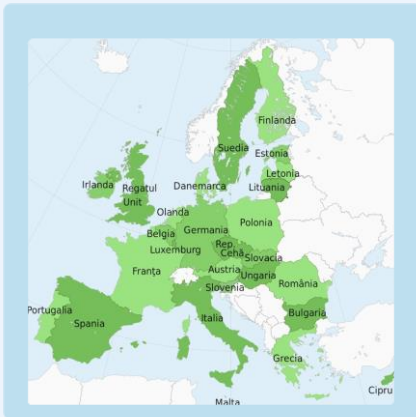 Finlanda
Suedia
Estonia
Letonia
Lituania
Danemarca
Irlanda
Regatul
Unit
Olanda
Polonia
Germania
Belgia
Luxemburg
Rep.
Cehă
Slovacia
Austria
Ungaria
Franța
Slovenia
România
Italia
Bulgaria
Portugalia
Spania
Grecia
Malta
Cipru